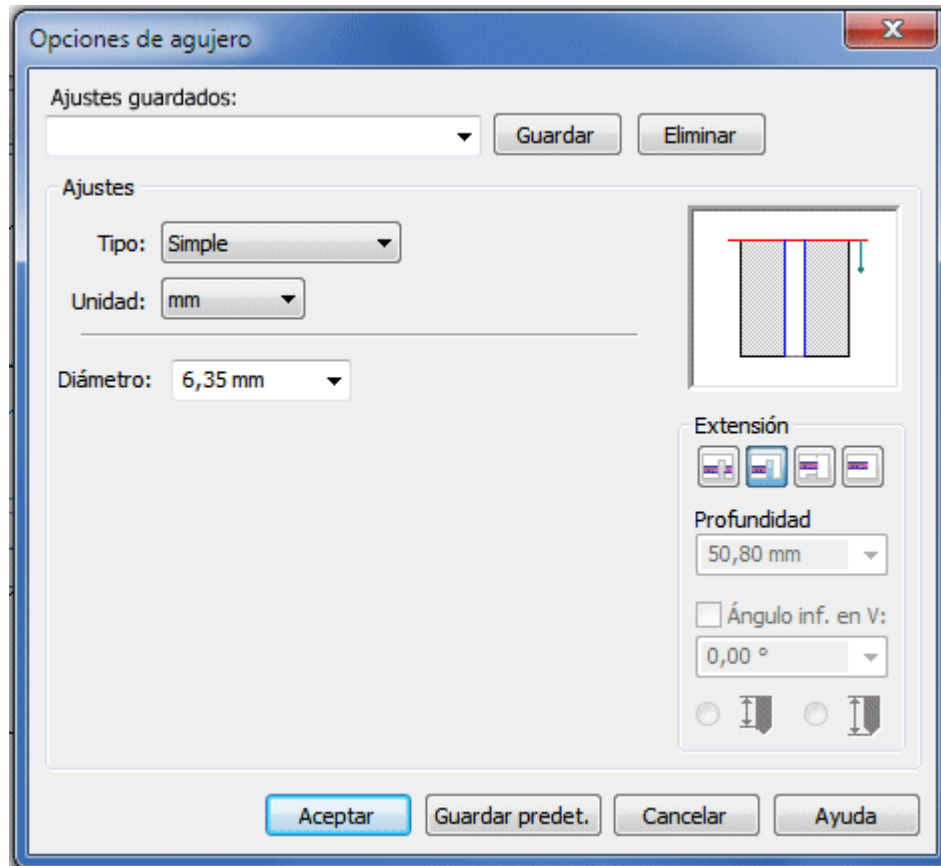 Opciones de agujero
Ajustes guardados:
Guardar Eliminar
Ajustes
Tipo: Simple
Unidad: mm
Diámetro: 6,35 mm
Extensión
Profundidad
50,80 mm
Ángulo inf. en V:
0,00 °
Aceptar Guardar predet. Cancelar Ayuda